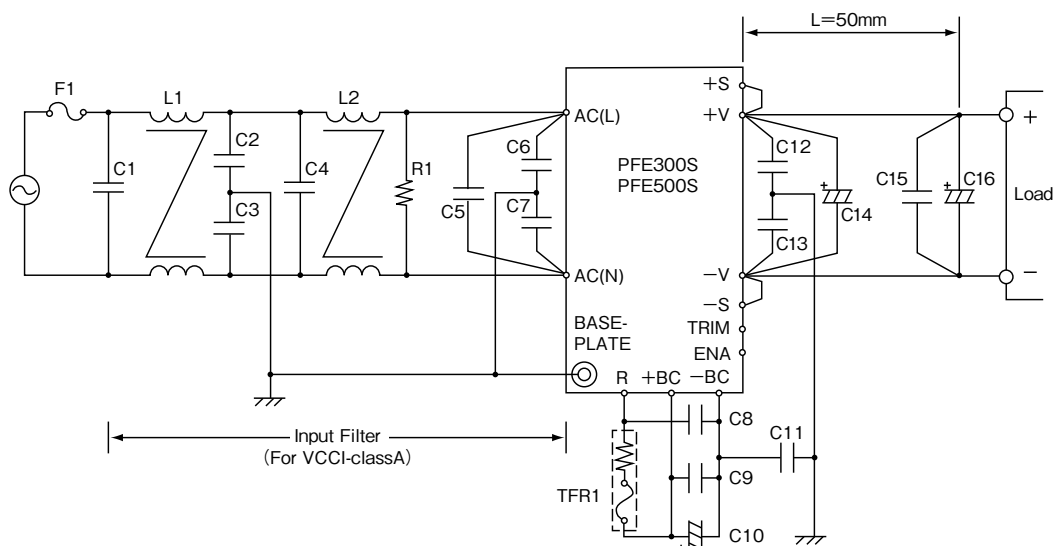 L=50mm
F1
L1
L2
+S
+V
AC(L)
C1
C2
C3
C4
R1
C5
C6
C7
PFE300S
PFE500S
C12
C13
+
C14
C15
+
C16
+
Load
−
AC(N)
−V
−S
BASE-
PLATE
TRIM
ENA
R
+BC
−BC
C8
C11
Input Filter
(For VCCI-classA)
TFR1
C9
C10